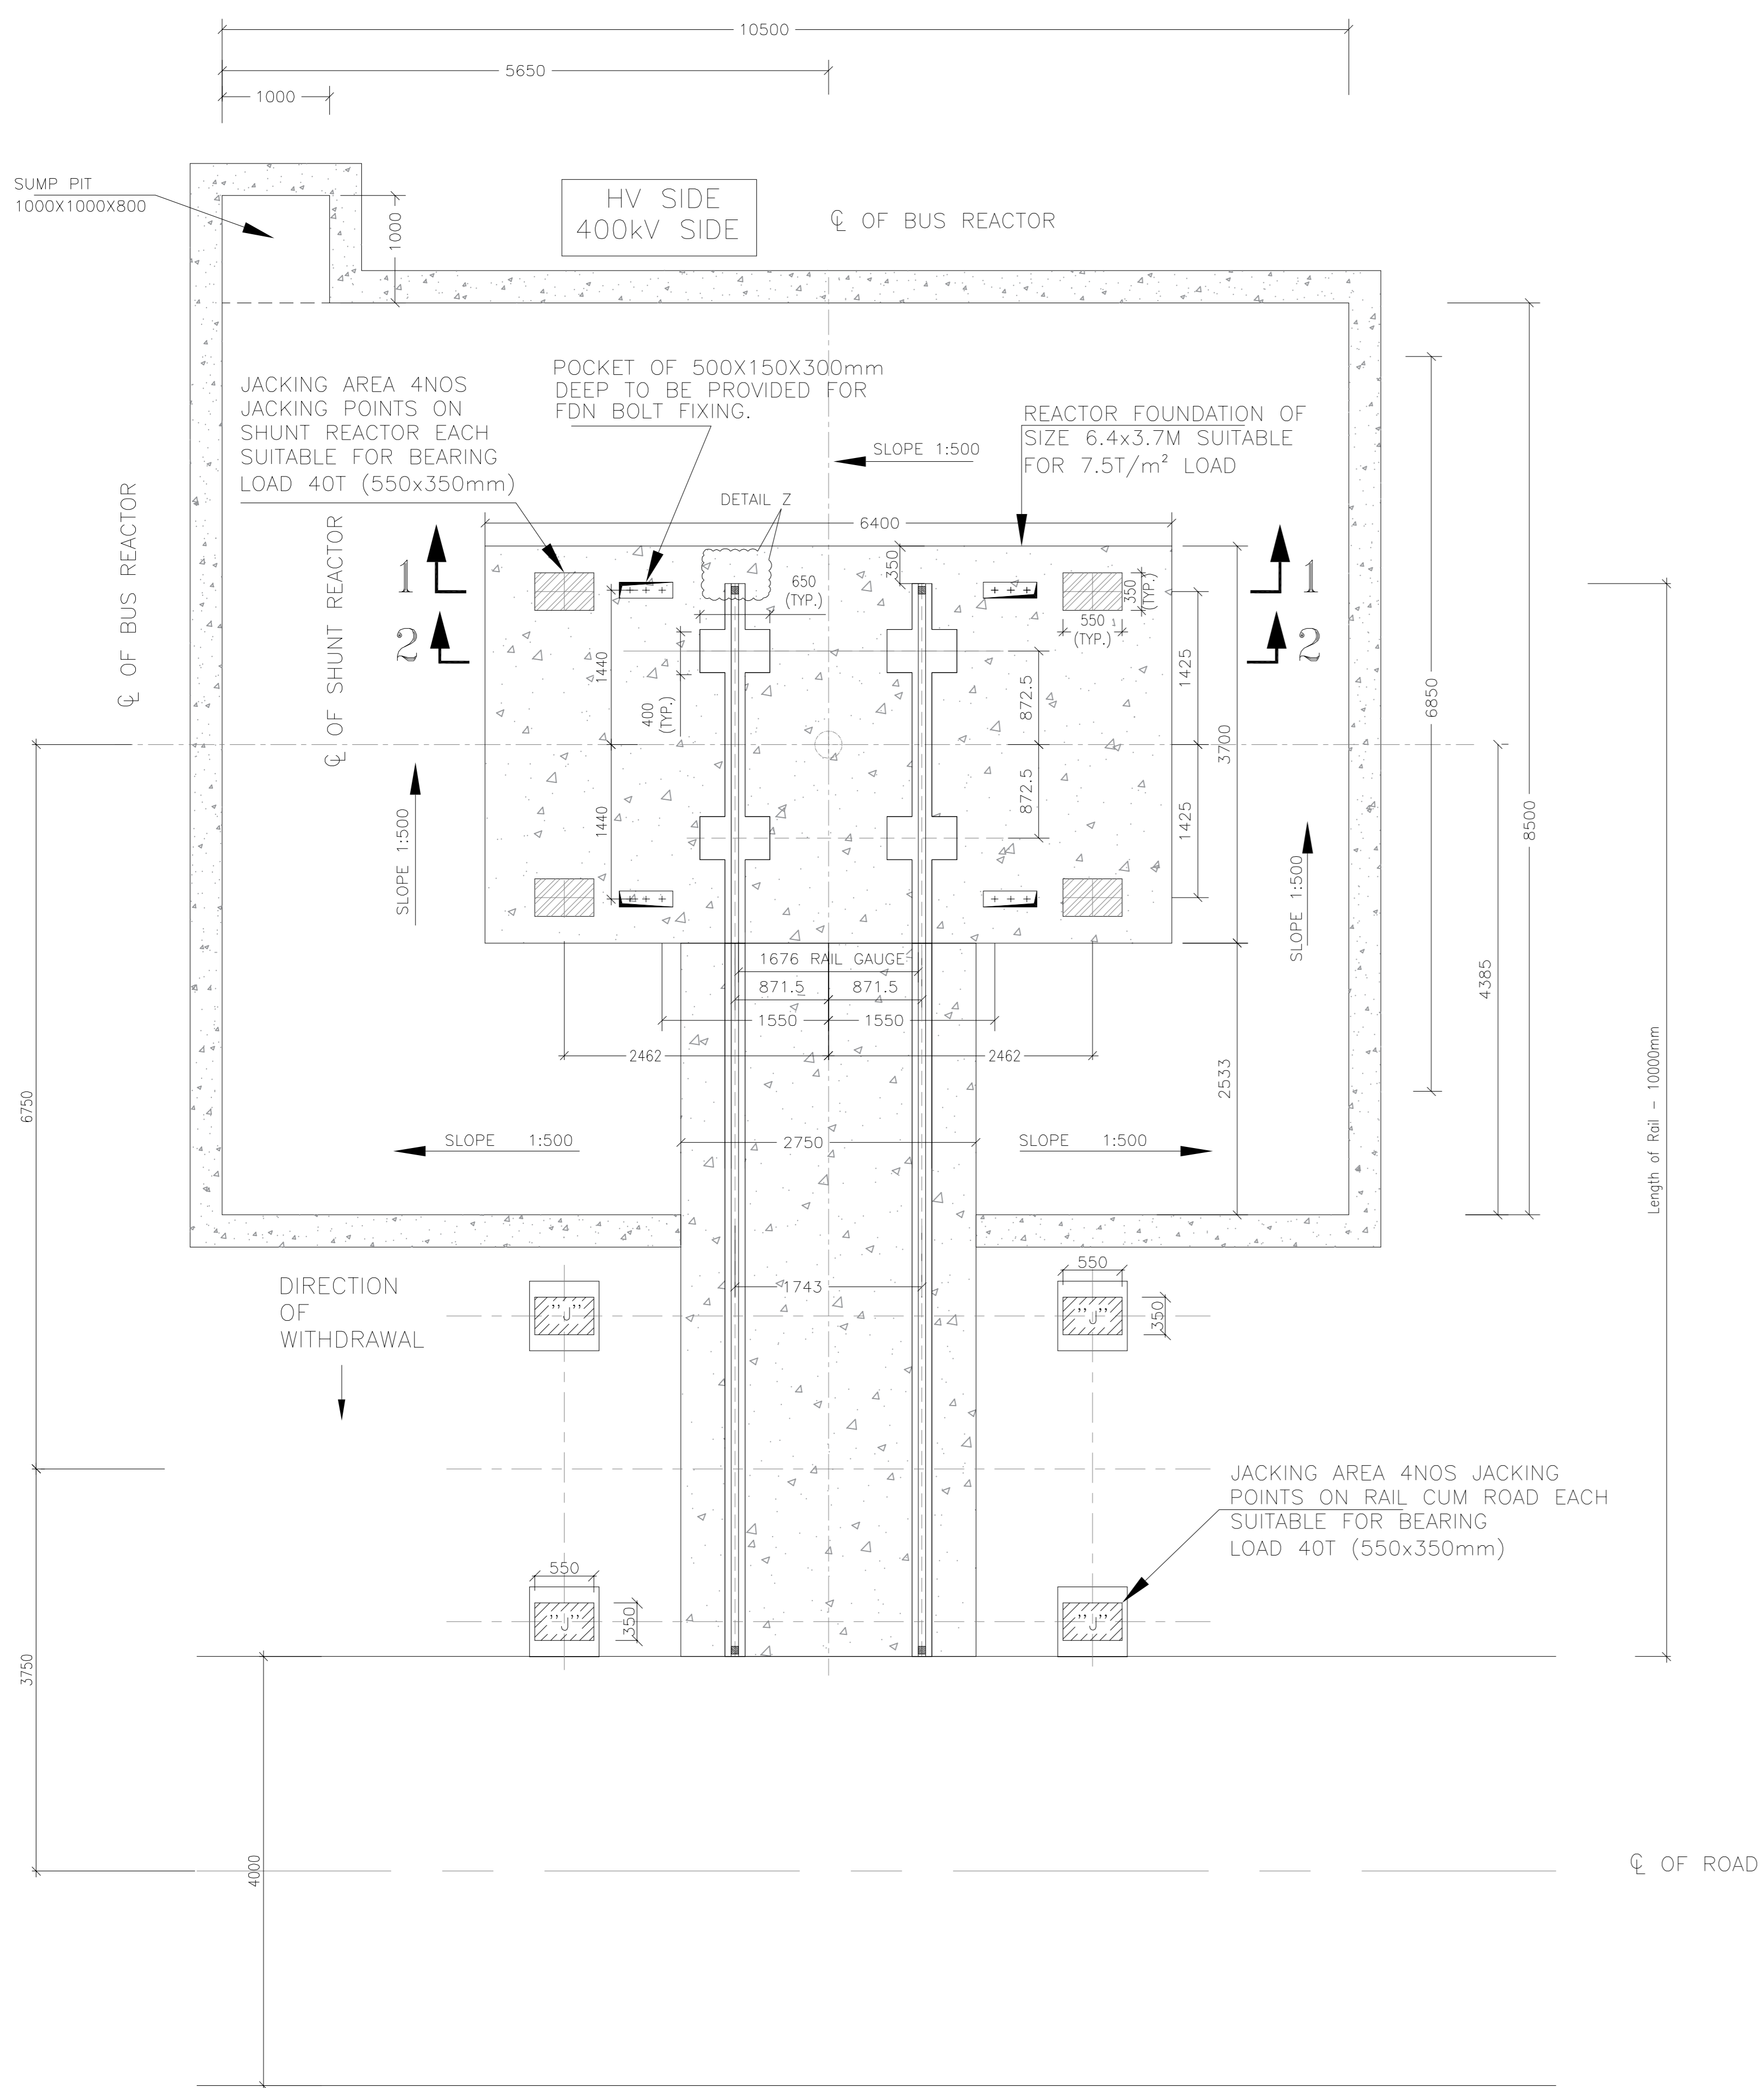 10500
5650
1000
SUMP PIT
1000X1000X800
1000
HV SIDE
400kV SIDE
℄ OF BUS REACTOR
JACKING AREA 4NOS
JACKING POINTS ON
SHUNT REACTOR EACH
SUITABLE FOR BEARING
LOAD 40T (550x350mm)
POCKET OF 500X150X300mm
DEEP TO BE PROVIDED FOR
FDN BOLT FIXING.
REACTOR FOUNDATION OF
SIZE 6.4x3.7M SUITABLE
FOR 7.5T/m² LOAD
SLOPE 1:500
DETAIL Z
6400
℄ OF BUS REACTOR
℄ OF SHUNT REACTOR
1
1
2
2
350
650
(TYP.)
350
(TYP.)
550
(TYP.)
1440
400
(TYP.)
872.5
1425
3700
6850
872.5
1440
1425
8500
SLOPE 1:500
SLOPE 1:500
4385
1676 RAIL GAUGE
871.5
871.5
1550
1550
2462
2462
2533
6750
Length of Rail - 10000mm
SLOPE 1:500
2750
SLOPE 1:500
DIRECTION
OF
WITHDRAWAL
1743
550
350
"J"
"J"
JACKING AREA 4NOS JACKING
POINTS ON RAIL CUM ROAD EACH
SUITABLE FOR BEARING
LOAD 40T (550x350mm)
550
350
"J"
"J"
3750
4000
℄ OF ROAD